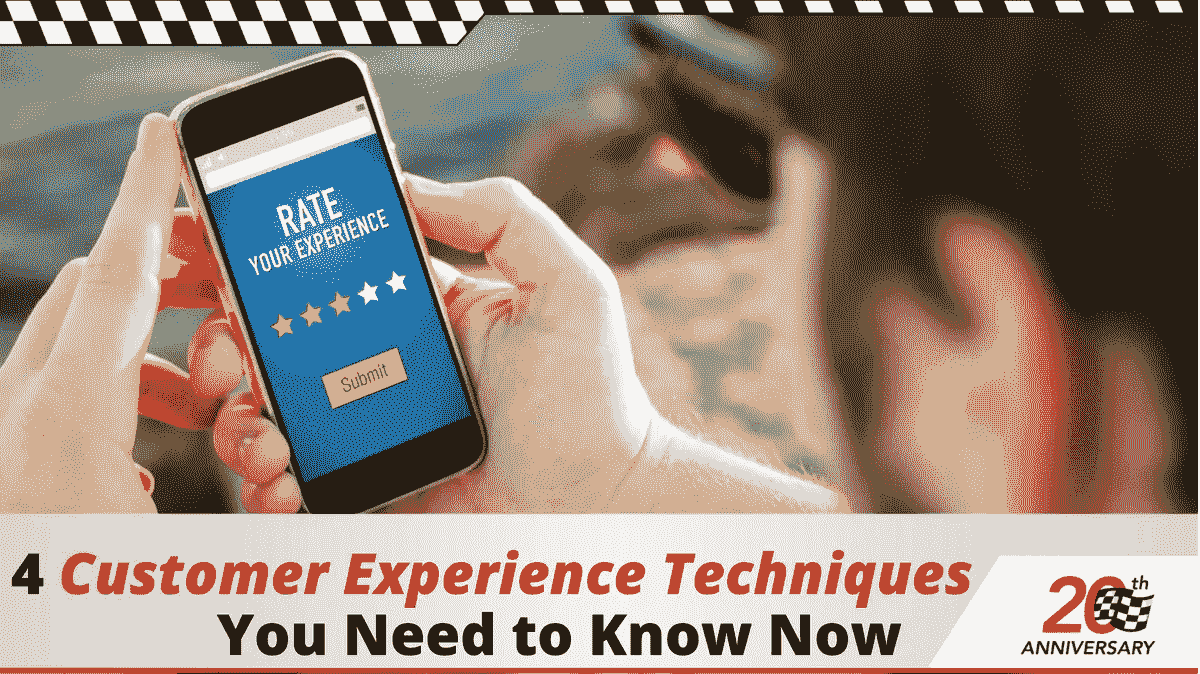 RATE
YOUR EXPERIENCE
Submit
4 Customer Experience Techniques
You Need to Know Now
20th
ANNIVERSARY